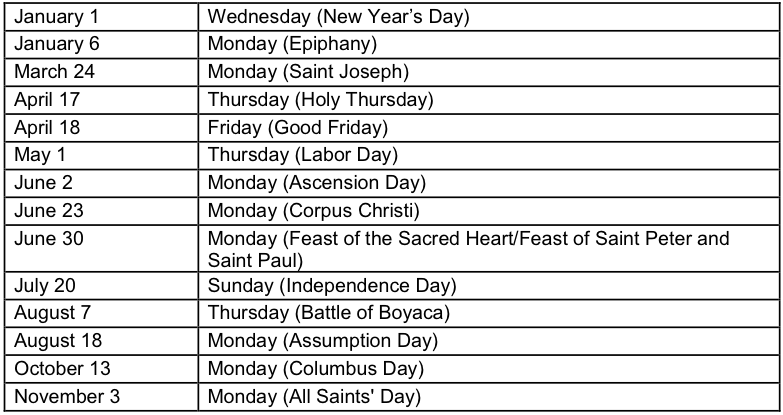 January 1 Wednesday (New Year’s Day)
January 6 Monday (Epiphany)
March 24 Monday (Saint Joseph)
April 17 Thursday (Holy Thursday)
April 18 Friday (Good Friday)
May 1 Thursday (Labor Day)
June 2 Monday (Ascension Day)
June 23 Monday (Corpus Christi)
June 30 Monday (Feast of the Sacred Heart/Feast of Saint Peter and
Saint Paul)
July 20 Sunday (Independence Day)
August 7 Thursday (Battle of Boyaca)
August 18 Monday (Assumption Day)
October 13 Monday (Columbus Day)
November 3 Monday (All Saints' Day)